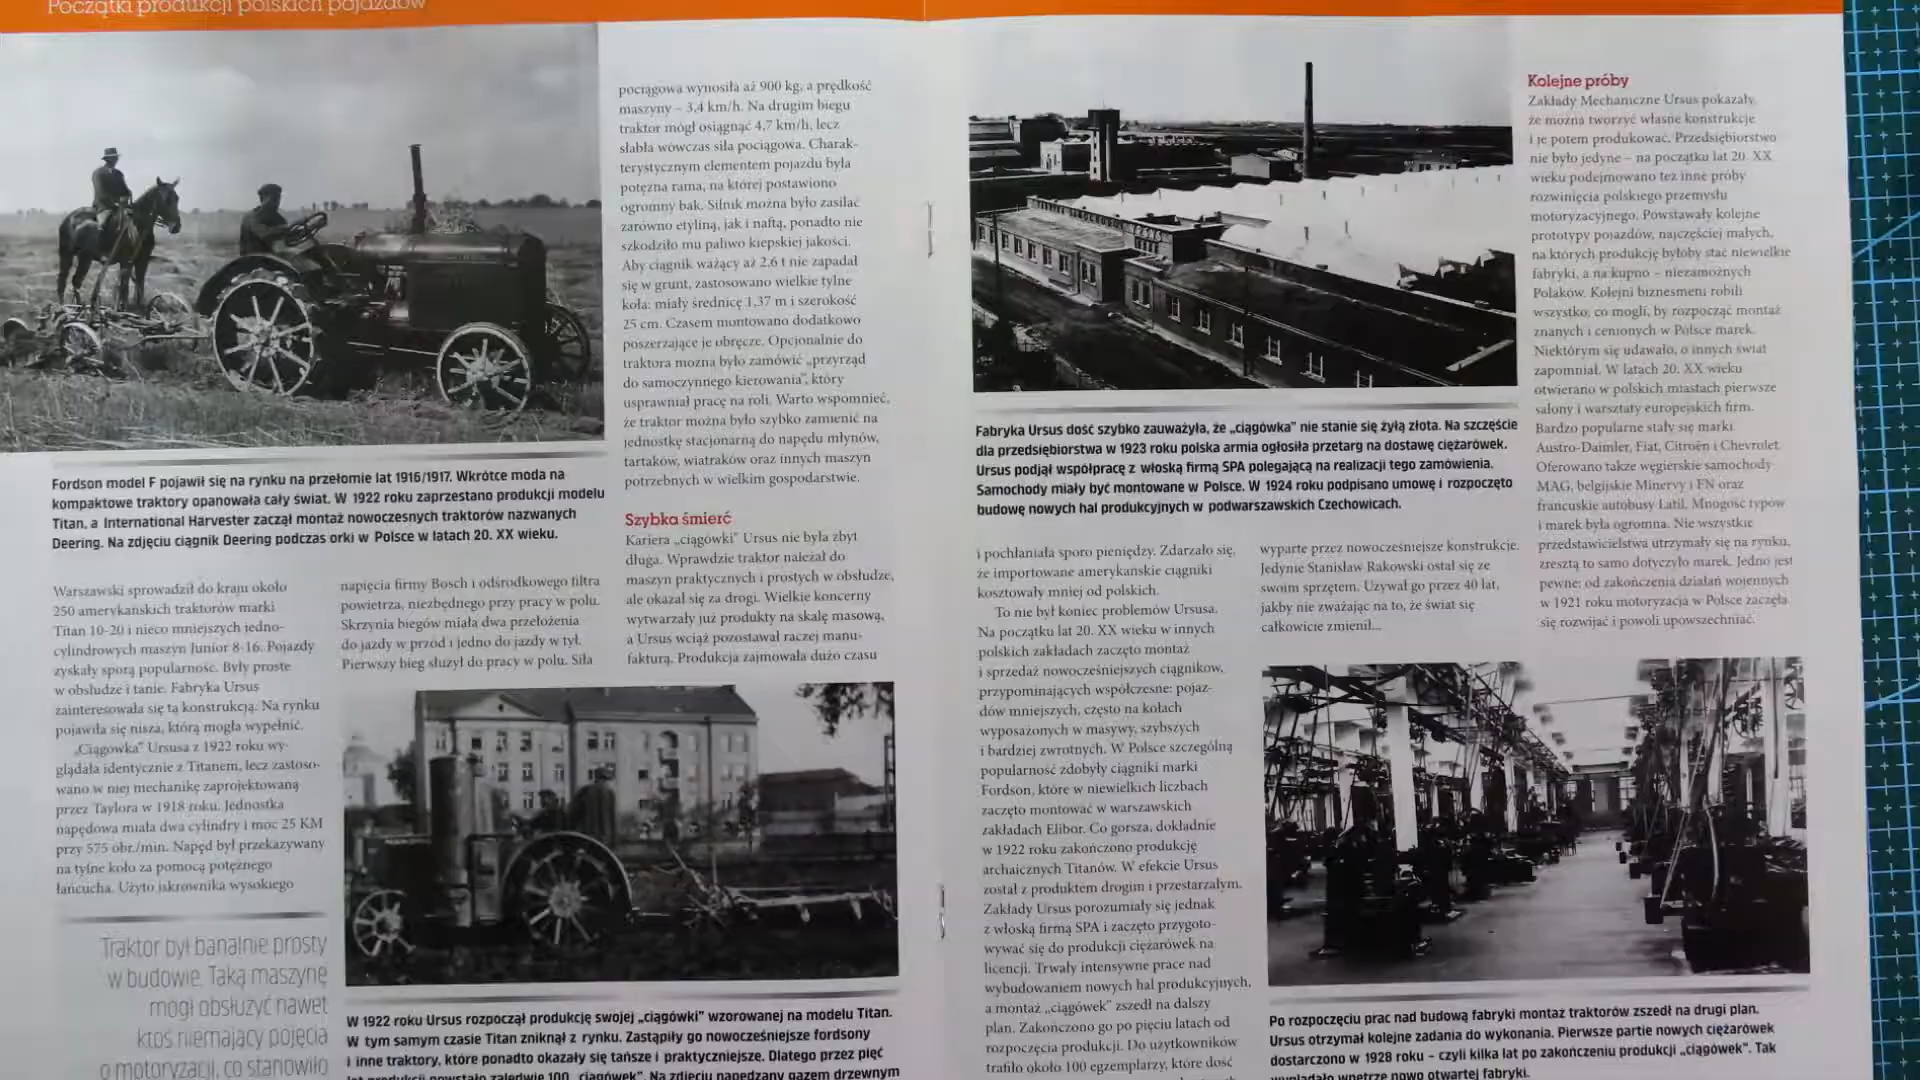 Początki produkcji polskich pojazdów
Fordson model F pojawił się na rynku na przełomie lat 1916/1917. Wkrótce moda na
kompaktowe traktory opanowała cały świat. W 1922 roku zaprzestano produkcji modelu
Titan, a International Harvester zaczął montaż nowoczesnych traktorów nazwanych
Deering. Na zdjęciu ciągnik Deering podczas orki w Polsce w latach 20. XX wieku.
Warszawski sprowadził do kraju około
250 amerykańskich traktorów marki
Titan 10-20 i nieco mniejszych jedno-
cylindrowych maszyn Junior 8-16. Pojazdy
zyskały sporą popularność. Były proste
w obsłudze i tanie. Fabryka Ursus
zainteresowała się tą konstrukcją. Na rynku
pojawiła się nisza, którą mogła wypełnić.
„Ciągówka” Ursusa z 1922 roku wy-
glądała identycznie z Titanem, lecz zastoso-
wano w niej mechanikę zaprojektowaną
przez Taylora w 1918 roku. Jednostka
napędowa miała dwa cylindry i moc 25 KM
przy 575 obr./min. Napęd był przekazywany
na tylne koło za pomocą potężnego
łańcucha. Użyto iskrownika wysokiego
Traktor był banalnie prosty
w budowie. Taką maszynę
mógł obsłużyć nawet
ktoś niemający pojęcia
o motoryzacji, co stanowiło
napięcia firmy Bosch i odśrodkowego filtra
powietrza, niezbędnego przy pracy w polu.
Skrzynia biegów miała dwa przełożenia
do jazdy w przód i jedno do jazdy w tył.
Pierwszy bieg służył do pracy w polu. Siła
W 1922 roku Ursus rozpoczął produkcję swojej „ciągówki” wzorowanej na modelu Titan.
W tym samym czasie Titan zniknął z rynku. Zastąpiły go nowocześniejsze fordsony
i inne traktory, które ponadto okazały się tańsze i praktyczniejsze. Dlatego przez pięć
lat produkcji powstało zaledwie 100 „ciągówek”. Na zdjęciu napędzany gazem drzewnym
pociągowa wynosiła aż 900 kg, a prędkość
maszyny – 3,4 km/h. Na drugim biegu
traktor mógł osiągnąć 4,7 km/h, lecz
słabła wówczas siła pociągowa. Charak-
terystycznym elementem pojazdu była
potężna rama, na której postawiono
ogromny bak. Silnik można było zasilać
zarówno etyliną, jak i naftą, ponadto nie
szkodziło mu paliwo kiepskiej jakości.
Aby ciągnik ważący aż 2,6 t nie zapadał
się w grunt, zastosowano wielkie tylne
koła: miały średnicę 1,37 m i szerokość
25 cm. Czasem montowano dodatkowo
poszerzające je obręcze. Opcjonalnie do
traktora można było zamówić „przyrząd
do samoczynnego kierowania”, który
usprawniał pracę na roli. Warto wspomnieć,
że traktor można było szybko zamienić na
jednostkę stacjonarną do napędu młynów,
tartaków, wiatraków oraz innych maszyn
potrzebnych w wielkim gospodarstwie.
Szybka śmierć
Kariera „ciągówki” Ursus nie była zbyt
długa. Wprawdzie traktor należał do
maszyn praktycznych i prostych w obsłudze,
ale okazał się za drogi. Wielkie koncerny
wytwarzały już produkty na skalę masową,
a Ursus wciąż pozostawał raczej manu-
fakturą. Produkcja zajmowała dużo czasu
Fabryka Ursus dość szybko zauważyła, że „ciągówka” nie stanie się żyłą złota. Na szczęście
dla przedsiębiorstwa w 1923 roku polska armia ogłosiła przetarg na dostawę ciężarówek.
Ursus podjął współpracę z włoską firmą SPA polegającą na realizacji tego zamówienia.
Samochody miały być montowane w Polsce. W 1924 roku podpisano umowę i rozpoczęto
budowę nowych hal produkcyjnych w podwarszawskich Czechowicach.
i pochłaniała sporo pieniędzy. Zdarzało się,
że importowane amerykańskie ciągniki
kosztowały mniej od polskich.
To nie był koniec problemów Ursusa.
Na początku lat 20. XX wieku w innych
polskich zakładach zaczęto montaż
i sprzedaż nowocześniejszych ciągników,
przypominających współczesne: pojaz-
dów mniejszych, często na kołach
wyposażonych w masywy, szybszych
i bardziej zwrotnych. W Polsce szczególną
popularność zdobyły ciągniki marki
Fordson, które w niewielkich liczbach
zaczęto montować w warszawskich
zakładach Elibor. Co gorsza, dokładnie
w 1922 roku zakończono produkcję
archaicznych Titanów. W efekcie Ursus
został z produktem drogim i przestarzałym.
Zakłady Ursus porozumiały się jednak
z włoską firmą SPA i zaczęto przygoto-
wywać się do produkcji ciężarówek na
licencji. Trwały intensywne prace nad
wybudowaniem nowych hal produkcyjnych,
a montaż „ciągówek” zszedł na dalszy
plan. Zakończono go po pięciu latach od
rozpoczęcia produkcji. Do użytkowników
trafiło około 100 egzemplarzy, które dość
wyparte przez nowocześniejsze konstrukcje.
Jedynie Stanisław Rakowski ostał się ze
swoim sprzętem. Używał go przez 40 lat,
jakby nie zważając na to, że świat się
całkowicie zmienił...
Po rozpoczęciu prac nad budową fabryki montaż traktorów zszedł na drugi plan.
Ursus otrzymał kolejne zadania do wykonania. Pierwsze partie nowych ciężarówek
dostarczono w 1928 roku – czyli kilka lat po zakończeniu produkcji „ciągówek”. Tak
wyglądało wnętrze nowo otwartej fabryki.
Kolejne próby
Zakłady Mechaniczne Ursus pokazały,
że można tworzyć własne konstrukcje
i je potem produkować. Przedsiębiorstwo
nie było jedyne – na początku lat 20. XX
wieku podejmowano też inne próby
rozwinięcia polskiego przemysłu
motoryzacyjnego. Powstawały kolejne
prototypy pojazdów, najczęściej małych,
na których produkcję byłoby stać niewielkie
fabryki, a na kupno – niezamożnych
Polaków. Kolejni biznesmeni robili
wszystko, co mogli, by rozpocząć montaż
znanych i cenionych w Polsce marek.
Niektórym się udawało, o innych świat
zapomniał. W latach 20. XX wieku
otwierano w polskich miastach pierwsze
salony i warsztaty europejskich firm.
Bardzo popularne stały się marki
Austro-Daimler, Fiat, Citroën i Chevrolet.
Oferowano także węgierskie samochody
MAG, belgijskie Minervy i FN oraz
francuskie autobusy Latil. Mnogość typów
i marek była ogromna. Nie wszystkie
przedstawicielstwa utrzymały się na rynku,
zresztą to samo dotyczyło marek. Jedno jest
pewne: od zakończenia działań wojennych
w 1921 roku motoryzacja w Polsce zaczęła
się rozwijać i powoli upowszechniać.